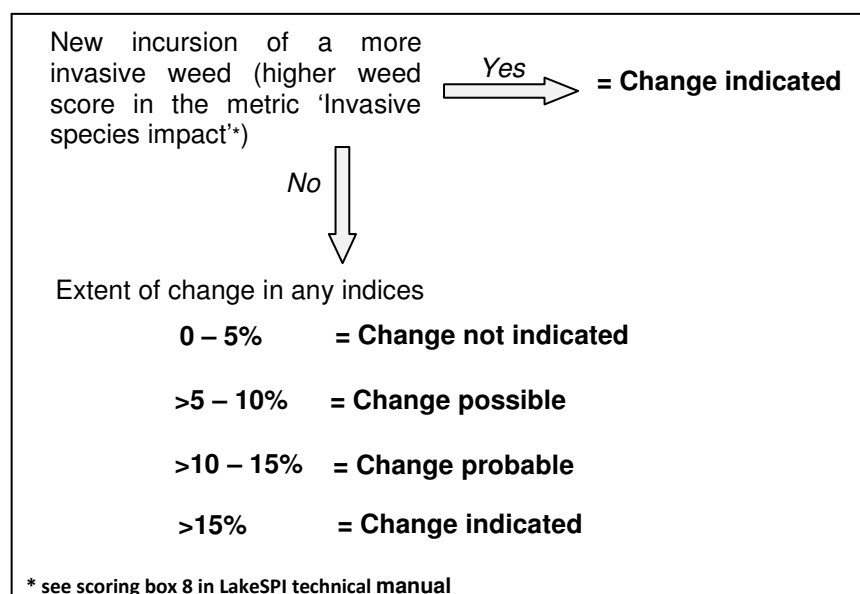 New incursion of a more
invasive weed (higher weed
score in the metric ‘Invasive
species impact’*)
Yes
= Change indicated
No
Extent of change in any indices
0 – 5% = Change not indicated
>5 – 10% = Change possible
>10 – 15% = Change probable
>15% = Change indicated
* see scoring box 8 in LakeSPI technical manual